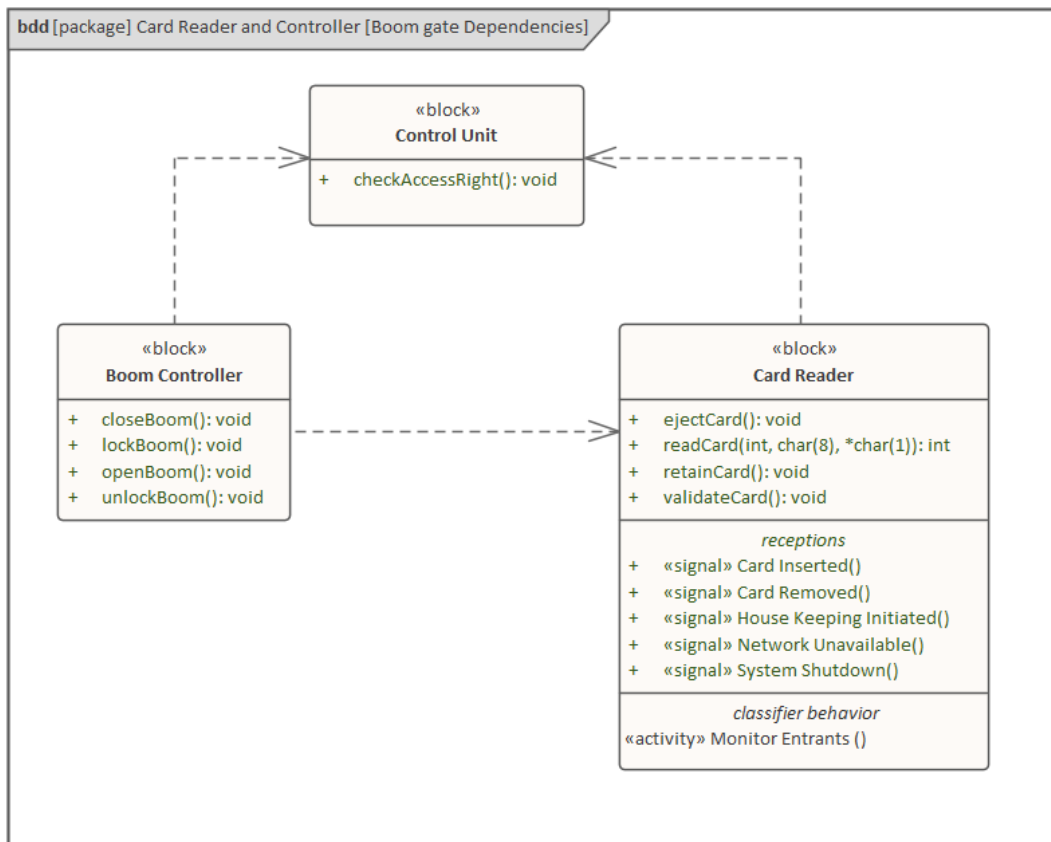 bdd [package] Card Reader and Controller [Boom gate Dependencies]
«block»
Control Unit
+ checkAccessRight(): void
«block»
Boom Controller
+ closeBoom(): void
+ lockBoom(): void
+ openBoom(): void
+ unlockBoom(): void
«block»
Card Reader
+ ejectCard(): void
+ readCard(int, char(8), *char(1)): int
+ retainCard(): void
+ validateCard(): void
receptions
+ «signal» Card Inserted()
+ «signal» Card Removed()
+ «signal» House Keeping Initiated()
+ «signal» Network Unavailable()
+ «signal» System Shutdown()
classifier behavior
«activity» Monitor Entrants ()